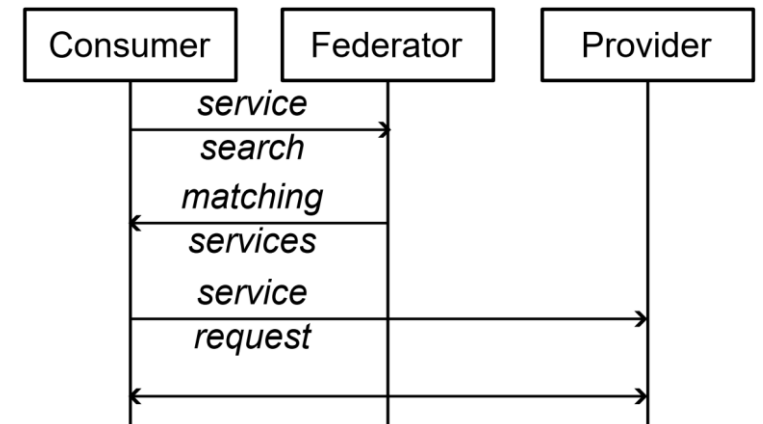 Consumer
Federator
Provider
service
search
matching
services
service
request